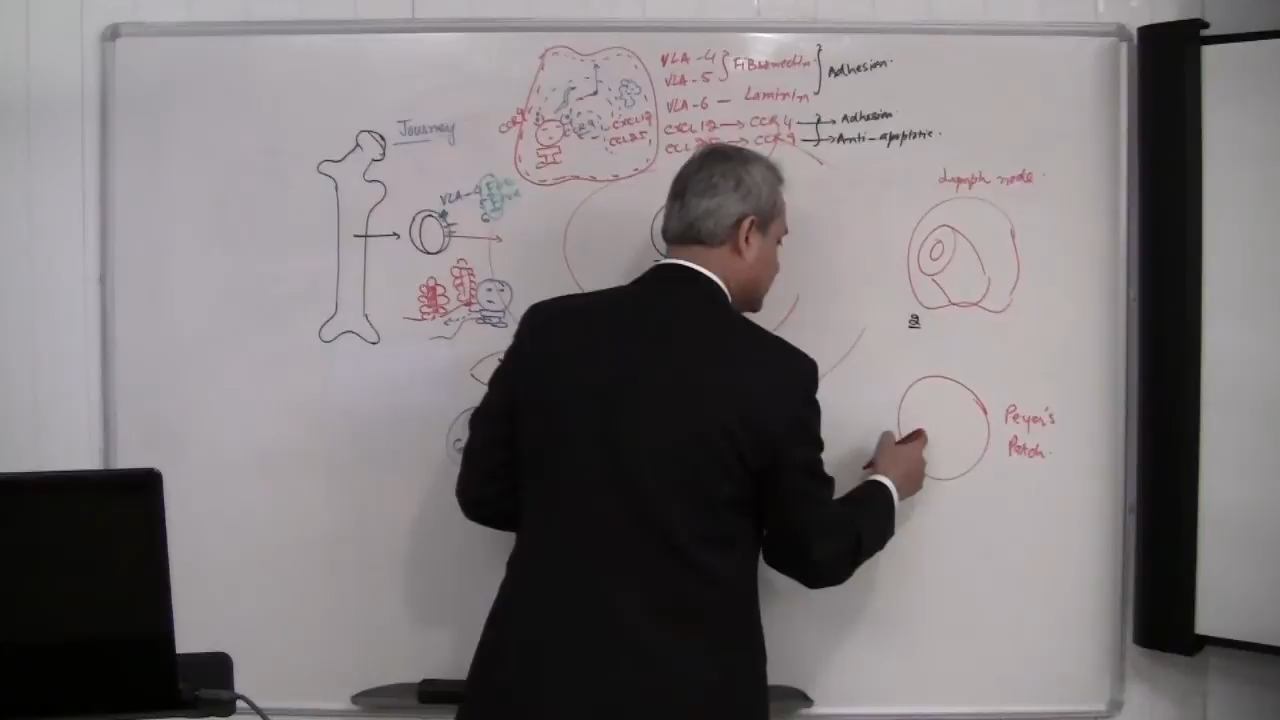 VLA-4
VLA-5
Fibronectin
Adhesion.
VLA-6 - Laminin
CXCL12 → CCR4 → Adhesion
→ CCR9 → Anti-apoptotic.
CXCL12
CCL25
Journey
VLA-4
Lymph node
2
Peyer's
Patch.